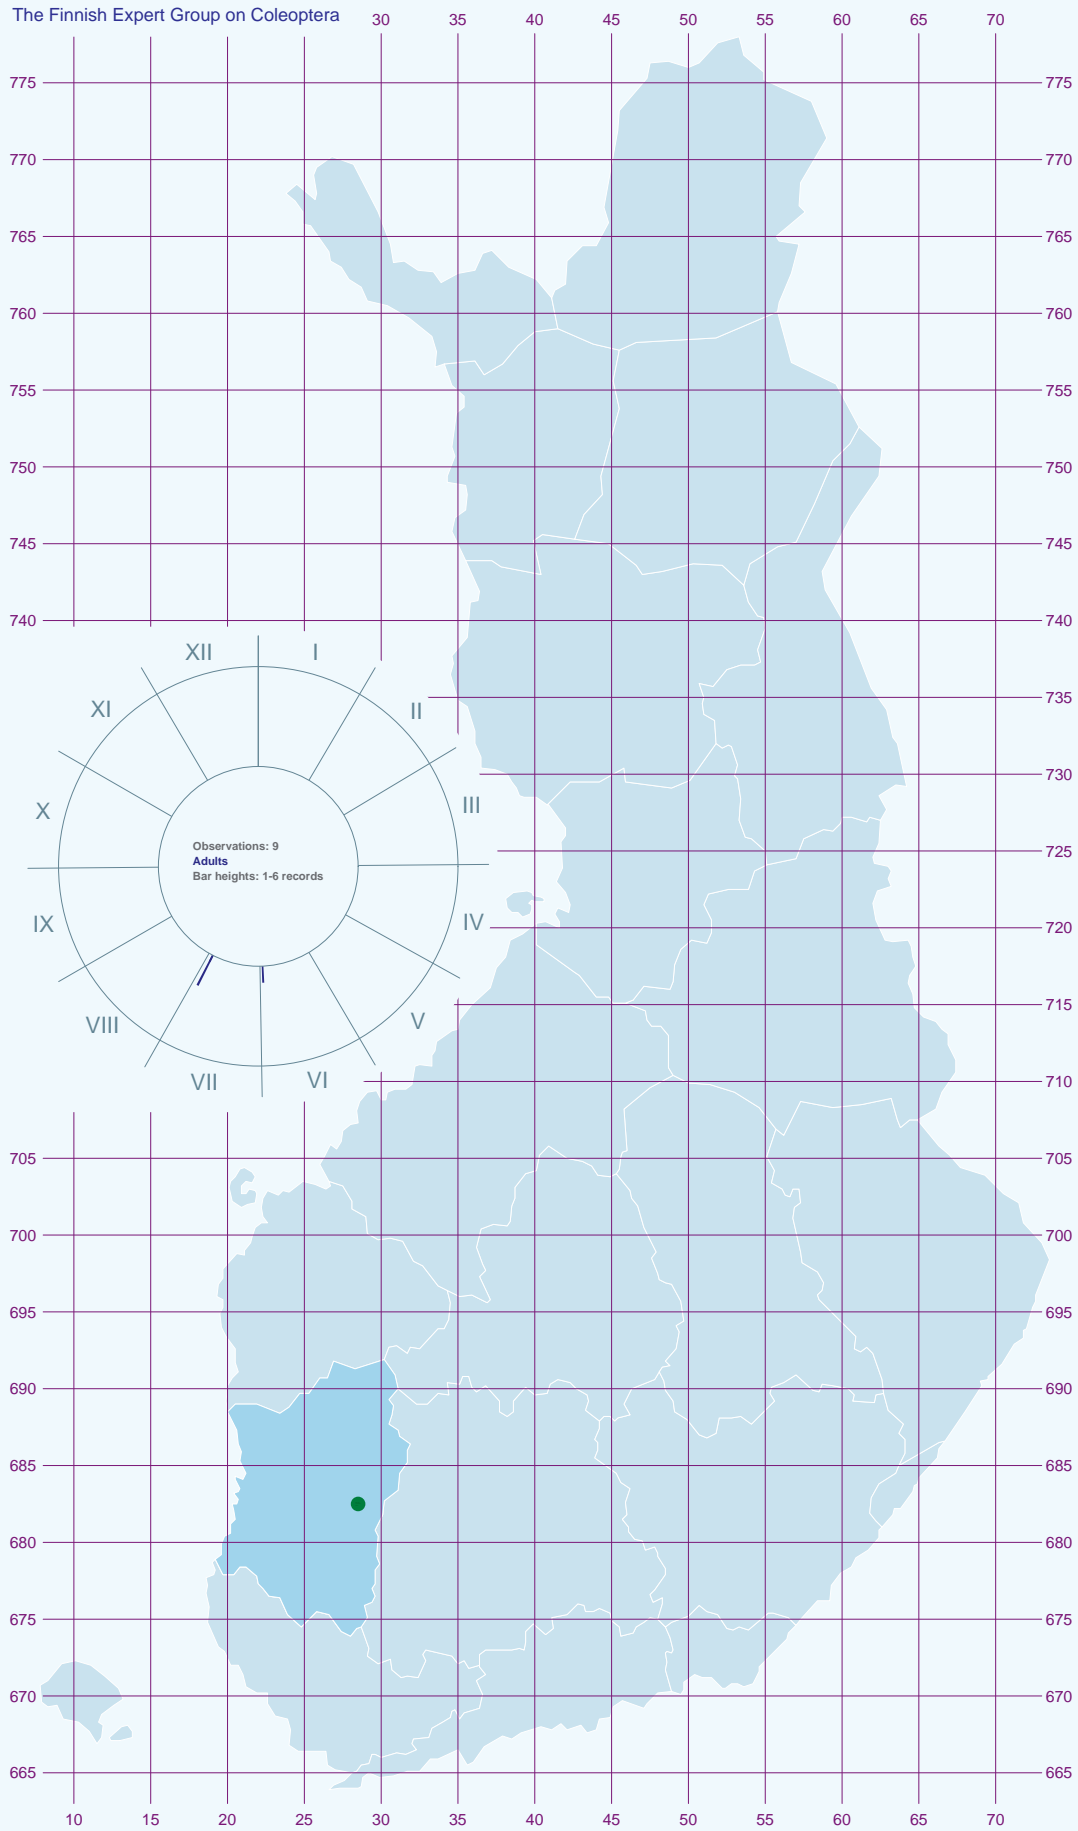 The Finnish Expert Group on Coleoptera
30 35 40 45 50 55 60 65 70
775 775
770 770
765 765
760 760
755 755
750 750
745 745
740 740
XII I
XI II
735
730
X III
Observations: 9
Adults
Bar heights: 1-6 records
725
IX IV
720
VIII V
715
VII VI
710
705 705
700 700
695 695
690 690
685 685
680 680
675 675
670 670
665 665
10 15 20 25 30 35 40 45 50 55 60 65 70